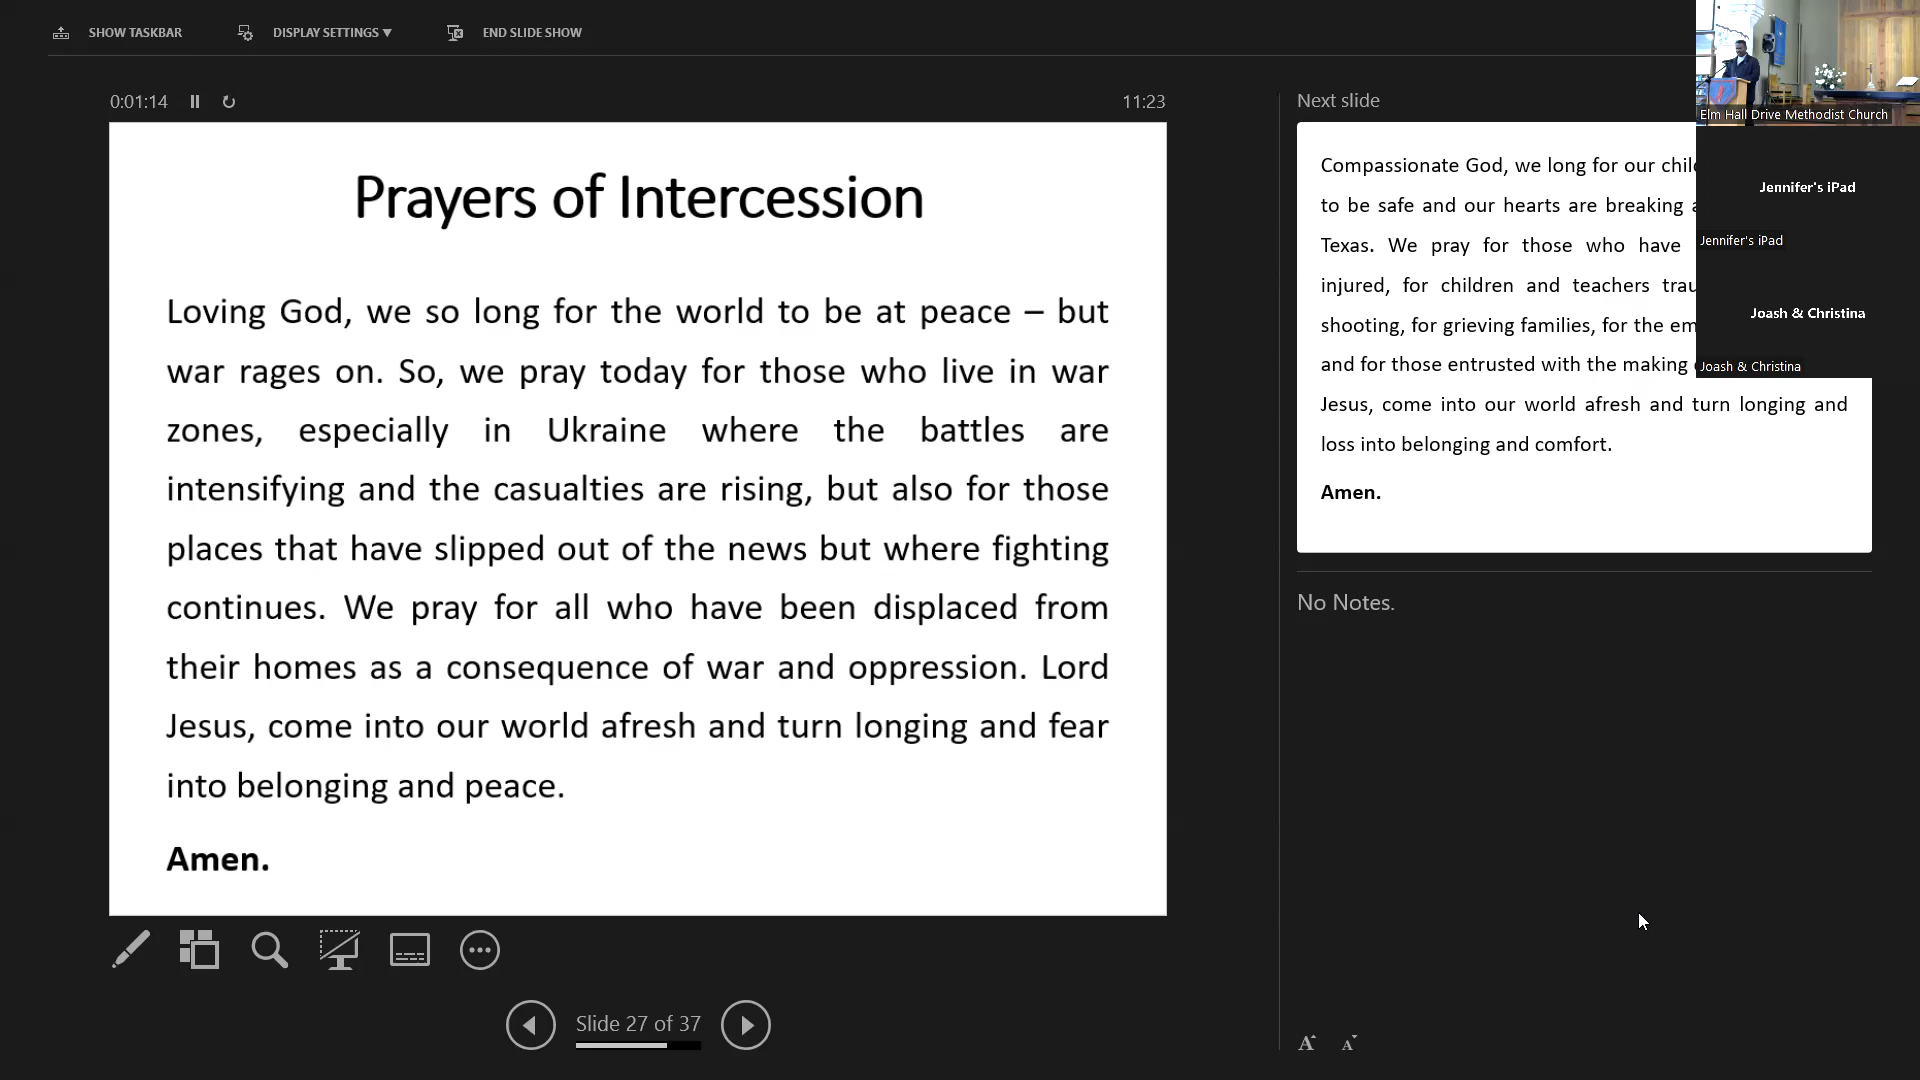 SHOW TASKBAR
DISPLAY SETTINGS ▼
END SLIDE SHOW
0:01:14
11:23
Prayers of Intercession
Loving God, we so long for the world to be at peace – but
war rages on. So, we pray today for those who live in war
zones, especially in Ukraine where the battles are
intensifying and the casualties are rising, but also for those
places that have slipped out of the news but where fighting
continues. We pray for all who have been displaced from
their homes as a consequence of war and oppression. Lord
Jesus, come into our world afresh and turn longing and fear
into belonging and peace.
Amen.
Slide 27 of 37
Next slide
Compassionate God, we long for our
to be safe and our hearts are breaking
Texas. We pray for those who have
injured, for children and teachers
shooting, for grieving families, for the
and for those entrusted with the making
Jesus, come into our world afresh and turn longing and
loss into belonging and comfort.
Amen.
No Notes.
A A
Elm Hall Drive Methodist Church
Jennifer's iPad
Jennifer's iPad
Joash & Christina
Joash & Christina